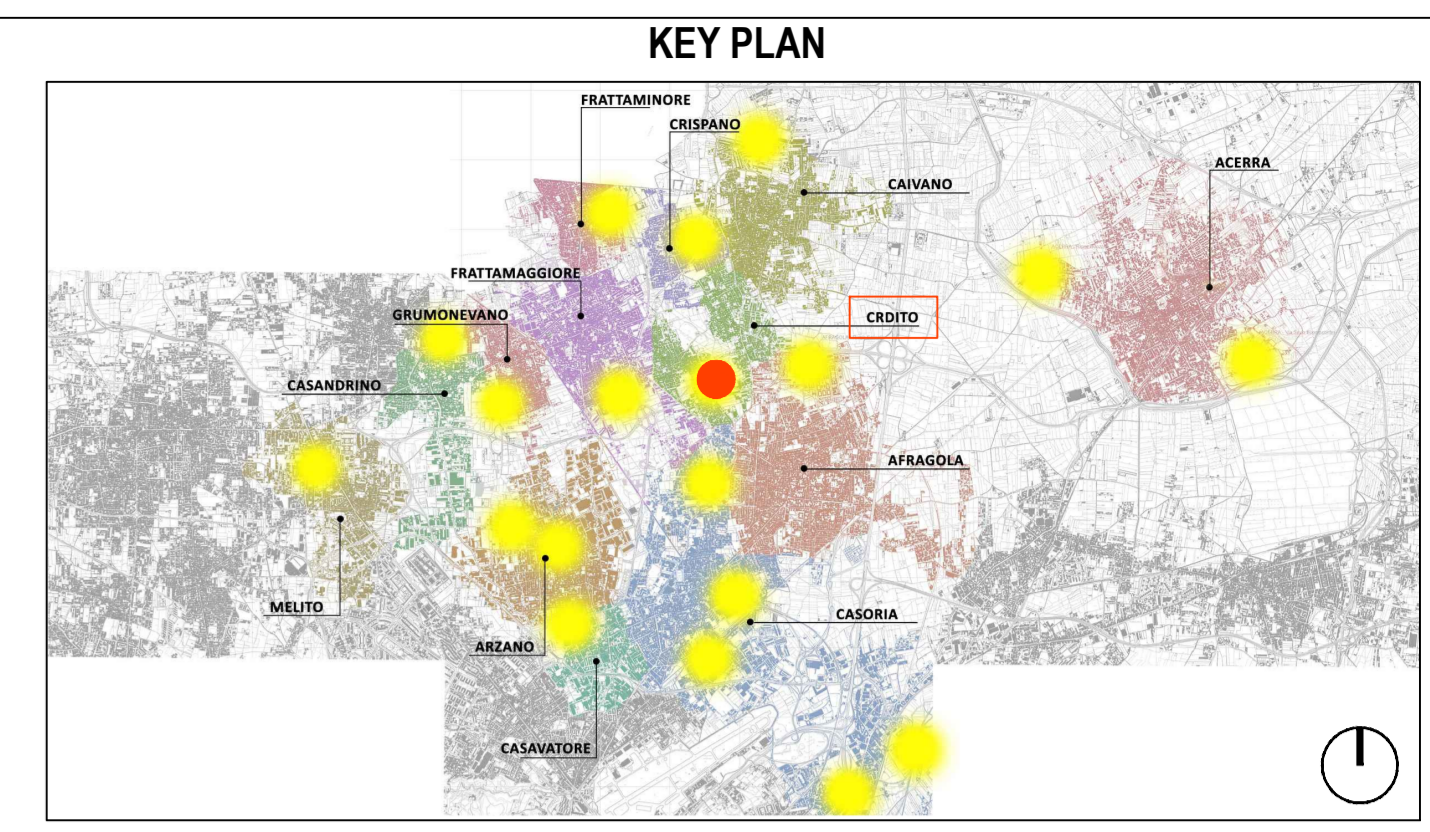 KEY PLAN
FRATTAMINORE
CRISPANO
ACERRA
CAIVANO
FRATTAMAGGIORE
GRUMONEVANO
CRDITO
CASANDRINO
AFRAGOLA
MELITO
CASORIA
ARZANO
CASAVATORE